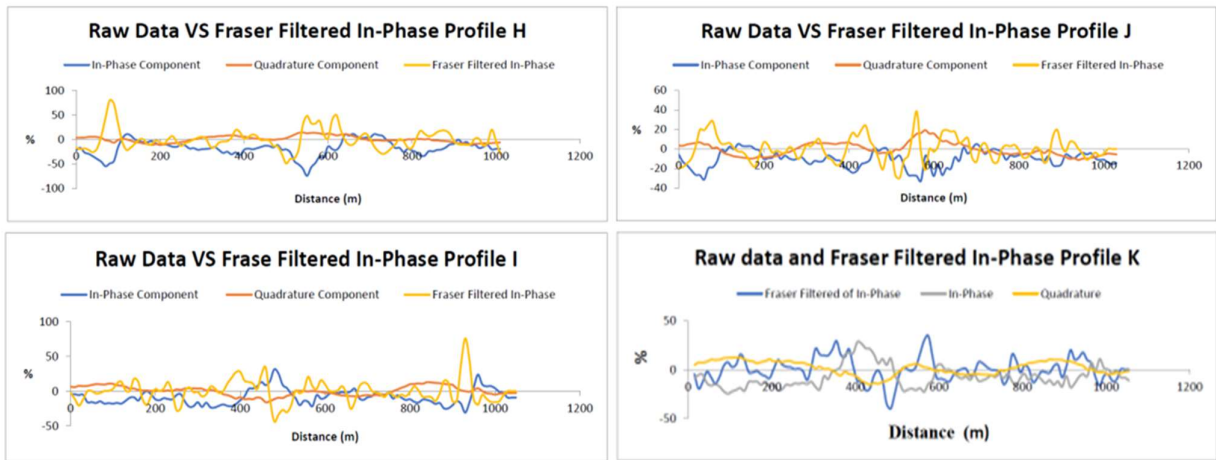 Raw Data VS Fraser Filtered In-Phase Profile H
In-Phase Component Quadrature Component Fraser Filtered In-Phase
100
50
0
-50
-100
%
0 200 400 600 800 1000 1200
Distance (m)
Raw Data VS Fraser Filtered In-Phase Profile J
In-Phase Component Quadrature Component Fraser Filtered In-Phase
60
40
20
0
-20
-40
%
0 200 400 600 800 1000 1200
Distance (m)
Raw Data VS Frase Filtered In-Phase Profile I
In-Phase Component Quadrature Component Fraser Filtered In-Phase
100
50
0
-50
%
0 200 400 600 800 1000 1200
Distance (m)
Raw data and Fraser Filtered In-Phase Profile K
Fraser Filtered of In-Phase In-Phase Quadrature
50
0
-50
%
0 200 400 600 800 1000 1200
Distance (m)